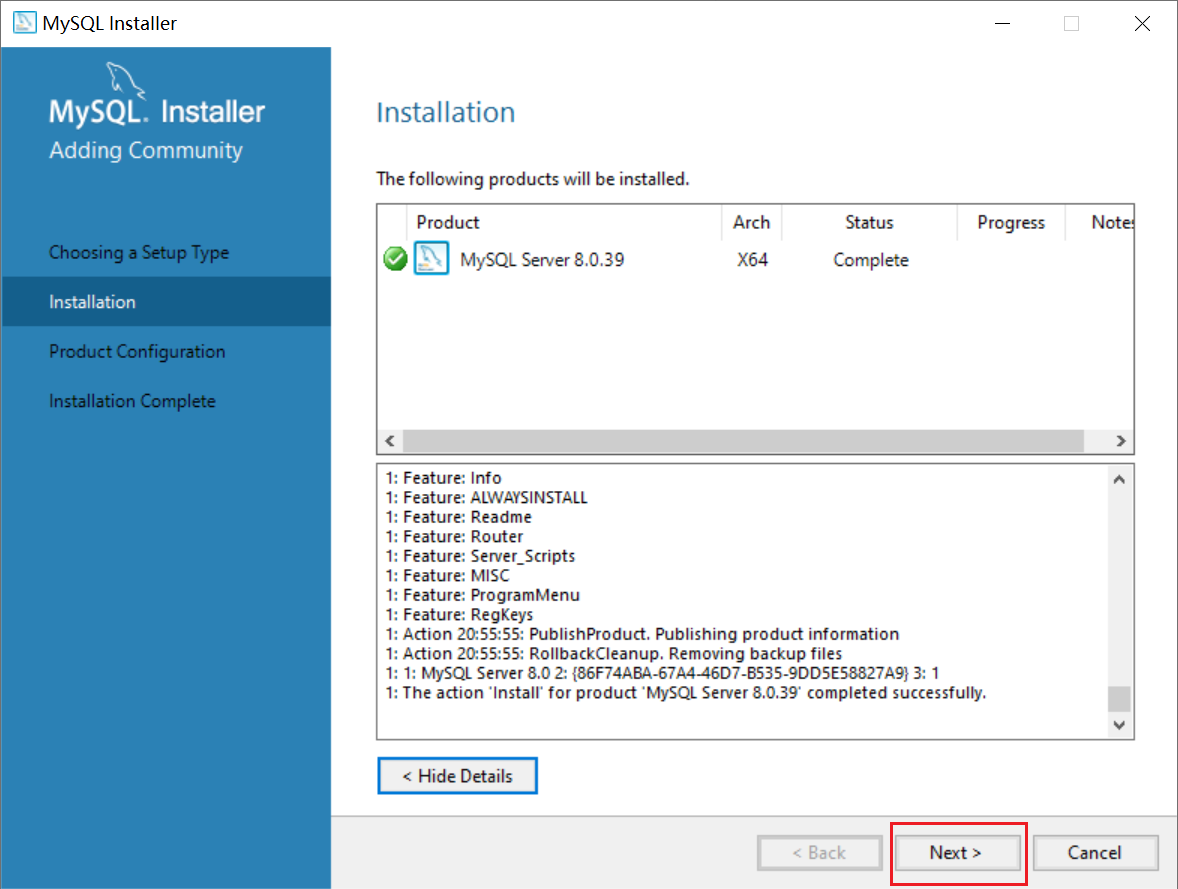 MySQL Installer
MySQL. Installer
Adding Community
Choosing a Setup Type
Installation
Product Configuration
Installation Complete
Installation
The following products will be installed.
Product Arch Status Progress Notes
MySQL Server 8.0.39 X64 Complete
1: Feature: Info
1: Feature: ALWAYSINSTALL
1: Feature: Readme
1: Feature: Router
1: Feature: Server_Scripts
1: Feature: MISC
1: Feature: ProgramMenu
1: Feature: RegKeys
1: Action 20:55:55: PublishProduct. Publishing product information
1: Action 20:55:55: RollbackCleanup. Removing backup files
1: 1: MySQL Server 8.0 2: {86F74ABA-67A4-46D7-B535-9DD5E58827A9} 3: 1
1: The action 'Install' for product 'MySQL Server 8.0.39' completed successfully.
< Hide Details
< Back Next > Cancel